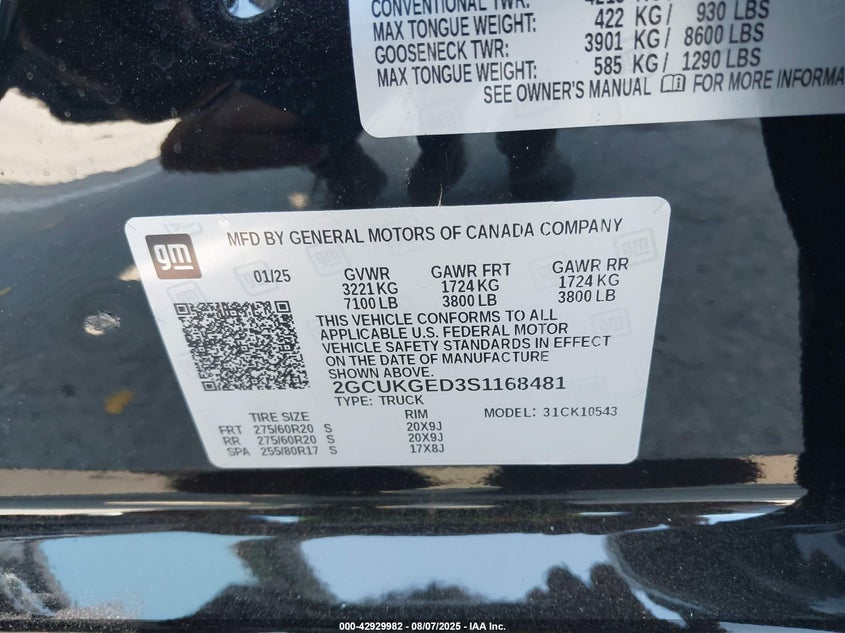 CONVENTIONAL TWR:
MAX TONGUE WEIGHT: 422 KG / 930 LBS
GOOSENECK TWR: 3901 KG / 8600 LBS
MAX TONGUE WEIGHT: 585 KG / 1290 LBS
SEE OWNER'S MANUAL FOR MORE INFORMA
gm
MFD BY GENERAL MOTORS OF CANADA COMPANY
01/25 GVWR GAWR FRT GAWR RR
3221 KG 1724 KG 1724 KG
7100 LB 3800 LB 3800 LB
THIS VEHICLE CONFORMS TO ALL
APPLICABLE U.S. FEDERAL MOTOR
VEHICLE SAFETY STANDARDS IN EFFECT
ON THE DATE OF MANUFACTURE
SHOWN ABOVE.
2GCUKGED3S1168481
TYPE: TRUCK MODEL: 31CK10543
TIRE SIZE RIM
FRT 275/60R20 S 20X9J
RR 275/60R20 S 20X9J
SPA 255/80R17 S 17X8J
000-42929982 - 08/07/2025 - IAA Inc.